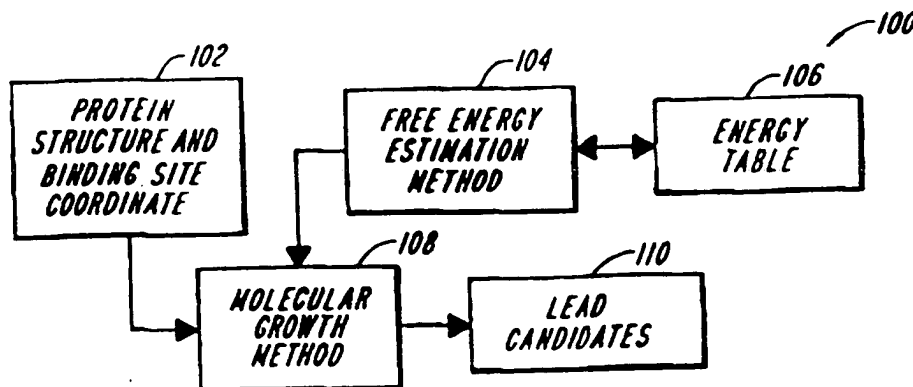 100
102
PROTEIN
STRUCTURE AND
BINDING SITE
COORDINATE
104
FREE ENERGY
ESTIMATION
METHOD
106
ENERGY
TABLE
108
MOLECULAR
GROWTH
METHOD
110
LEAD
CANDIDATES